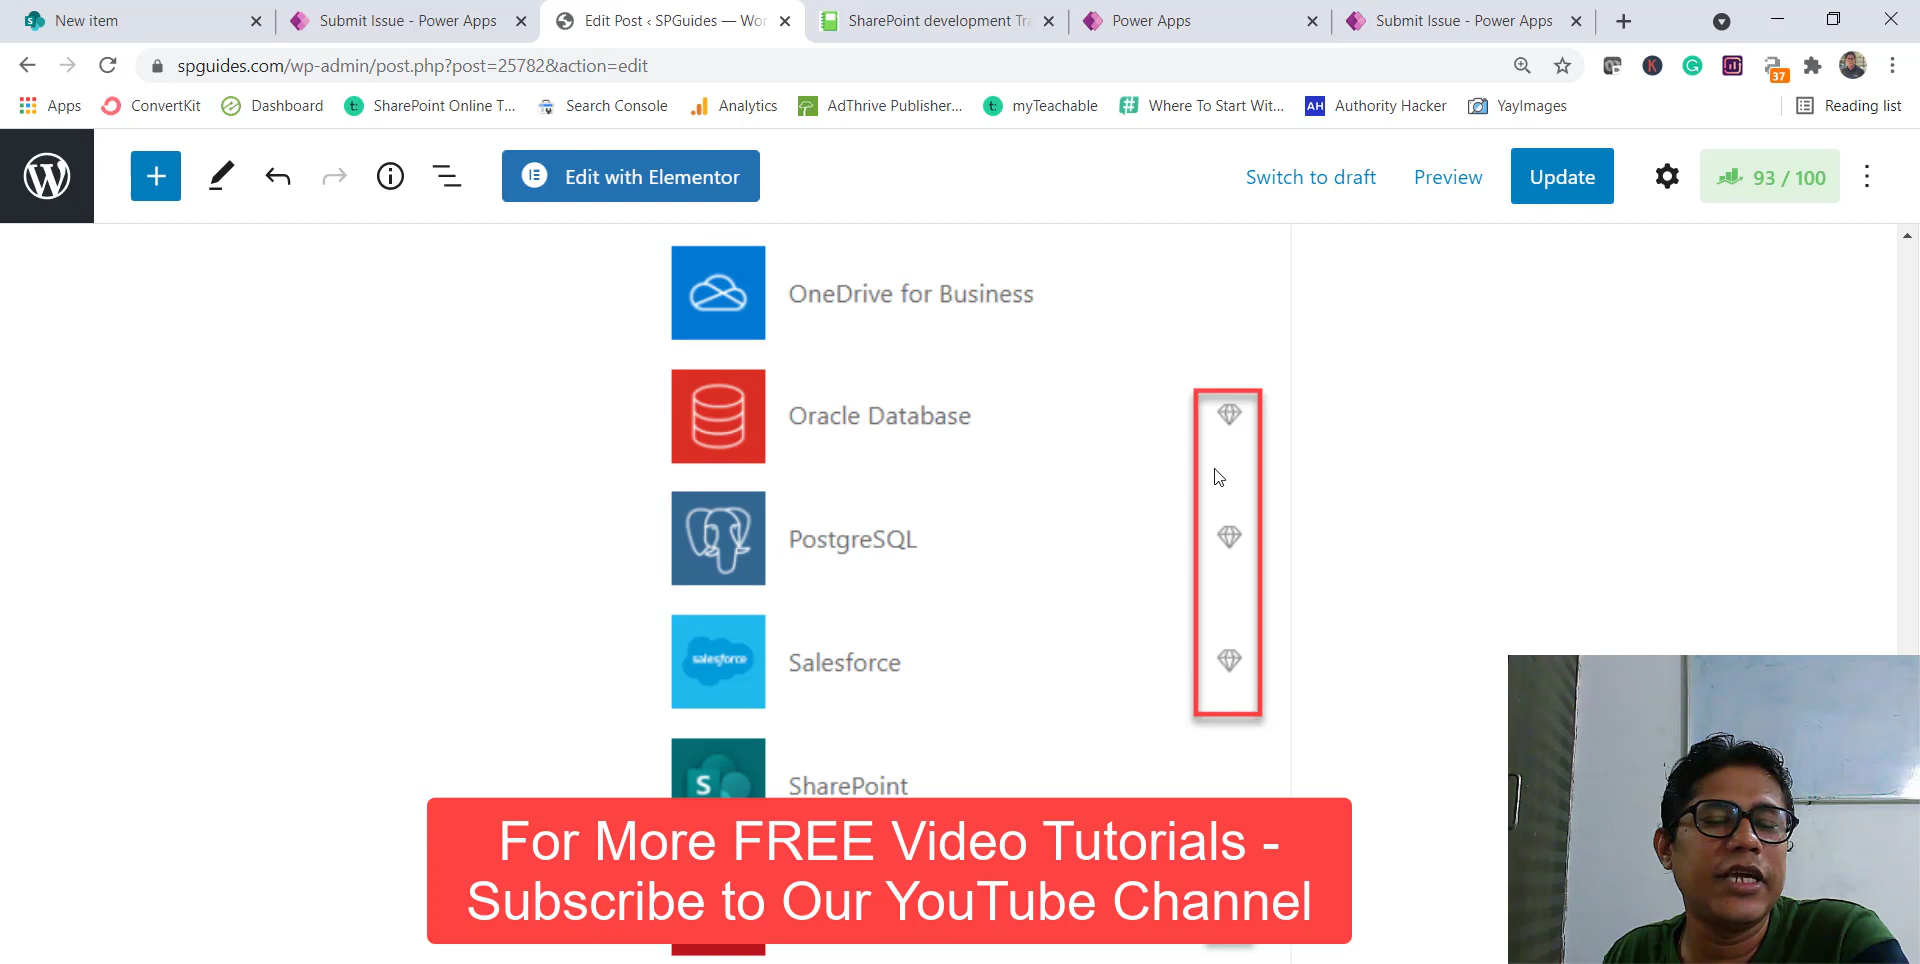 New item
Submit Issue - Power Apps
Edit Post ‹ SPGuides — Wor
SharePoint development Tra
Power Apps
Submit Issue - Power Apps
spguides.com/wp-admin/post.php?post=25782&action=edit
37
Apps
ConvertKit
Dashboard
SharePoint Online T...
Search Console
Analytics
AdThrive Publisher...
myTeachable
Where To Start Wit...
AH
Authority Hacker
YayImages
Reading list
Edit with Elementor
Switch to draft
Preview
Update
93 / 100
OneDrive for Business
Oracle Database
PostgreSQL
salesforce
Salesforce
S
SharePoint
For More FREE Video Tutorials -
Subscribe to Our YouTube Channel